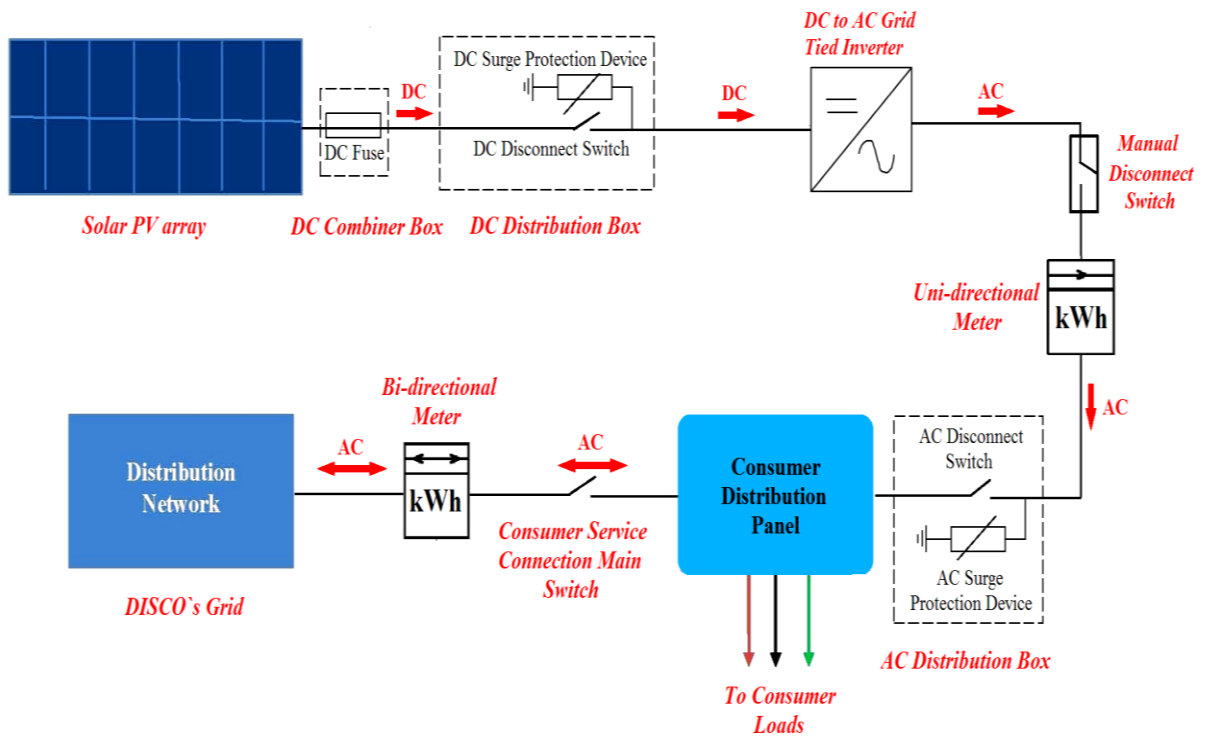 DC to AC Grid
Tied Inverter
DC Surge Protection Device
DC
DC
AC
DC Fuse
DC Disconnect Switch
Manual
Disconnect
Switch
Solar PV array
DC Combiner Box
DC Distribution Box
Uni-directional
Meter
kWh
Bi-directional
Meter
AC
AC
AC
AC Disconnect
Switch
Distribution
Network
kWh
Consumer
Distribution
Panel
Consumer Service
Connection Main
Switch
AC Surge
Protection Device
DISCO`s Grid
AC Distribution Box
To Consumer
Loads